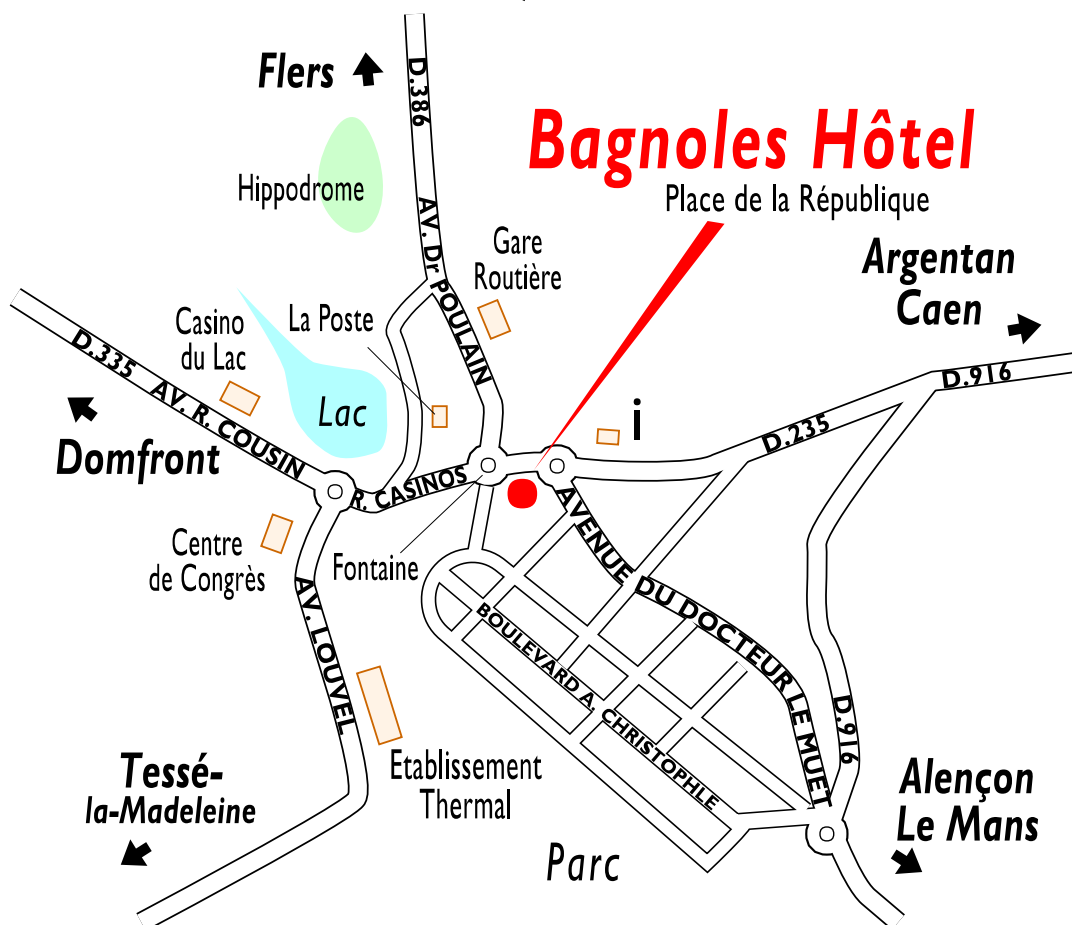 Flers
D.386
Bagnoles Hôtel
Place de la République
Hippodrome
AV. Dr POULAIN
Gare
Routière
Argentan
Caen
Casino
du Lac
La Poste
D.335
AV. R. COUSIN
Lac
i
D.916
D.235
Domfront
R. CASINOS
Centre
de Congrès
Fontaine
AVENUE DU DOCTEUR LE MUET
AV. LOUVEL
BOULEVARD A. CHRISTOPHLE
D.916
Tessé-
la-Madeleine
Etablissement
Thermal
Alençon
Le Mans
Parc